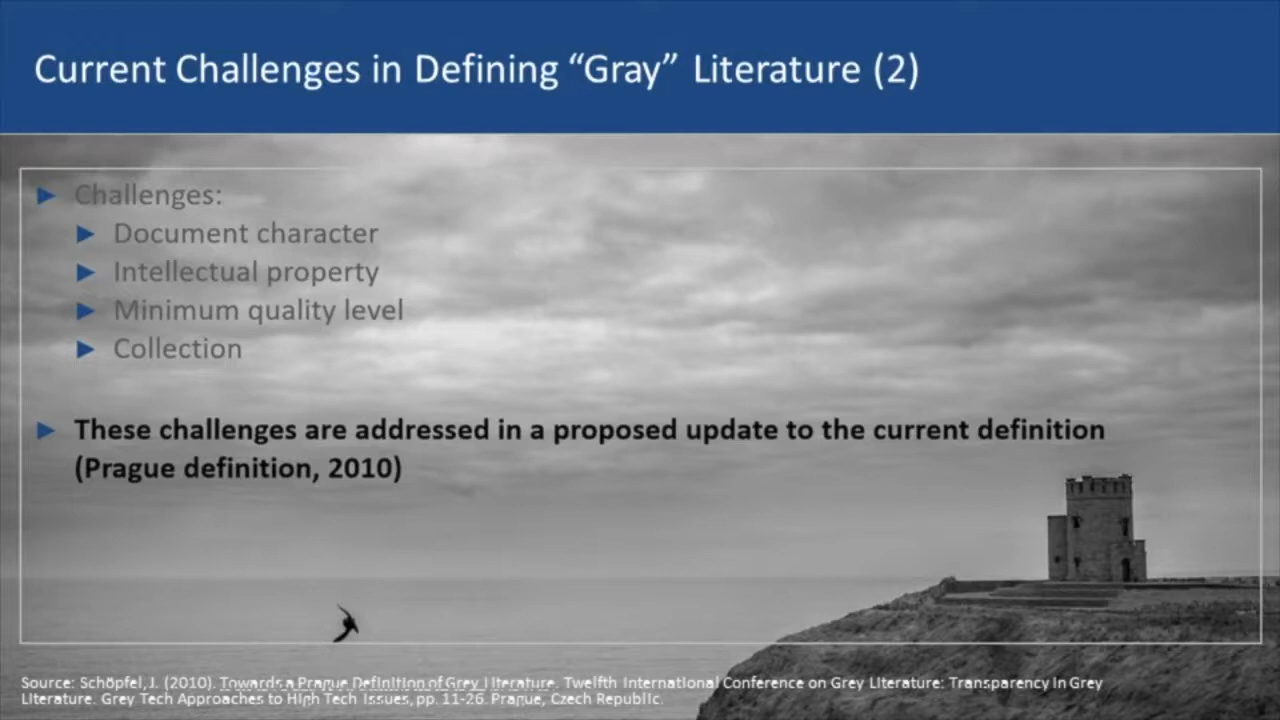 Current Challenges in Defining “Gray” Literature (2)
► Challenges:
► Document character
► Intellectual property
► Minimum quality level
► Collection
► These challenges are addressed in a proposed update to the current definition
(Prague definition, 2010)
Source: Schöpfel, J. (2010). Towards a Prague Definition of Grey Literature. Twelfth International Conference on Grey Literature: Transparency in Grey
Literature. Grey Tech Approaches to High Tech Issues, pp. 11-26. Prague, Czech Republic.